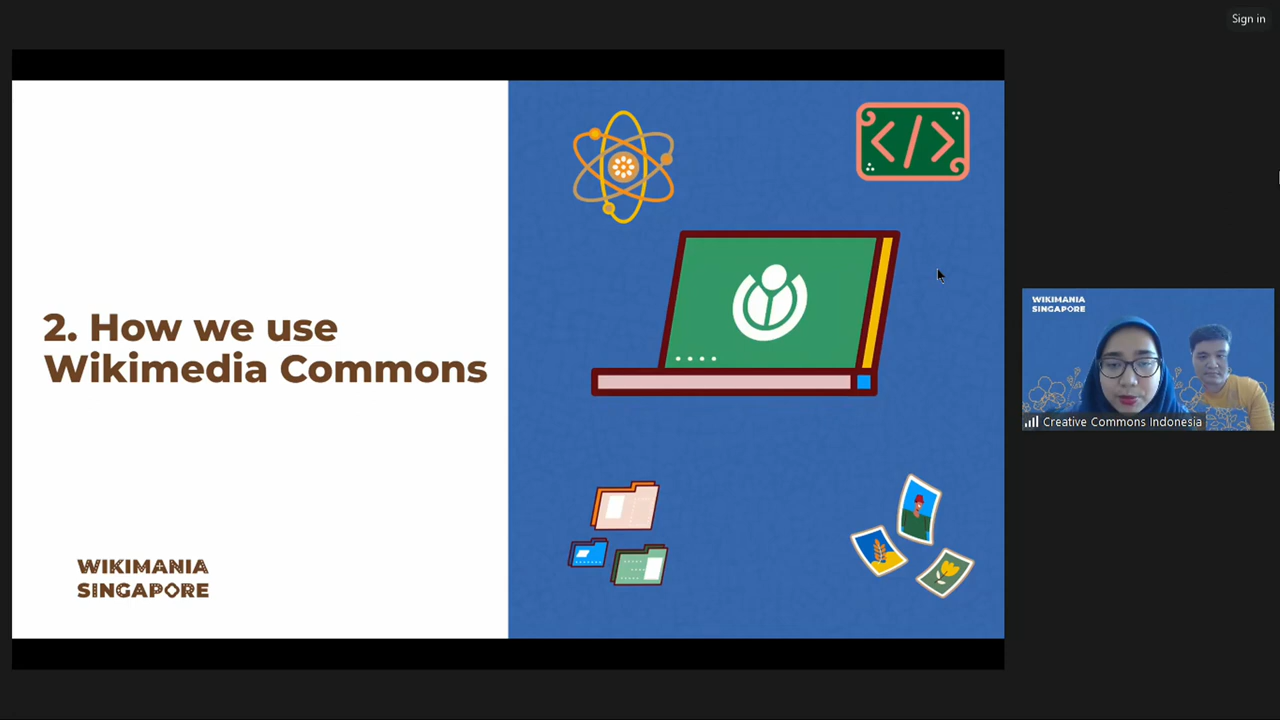 Sign in
2. How we use
Wikimedia Commons
WIKIMANIA
SINGAPORE
</>
WIKIMANIA
SINGAPORE
Creative Commons Indonesia